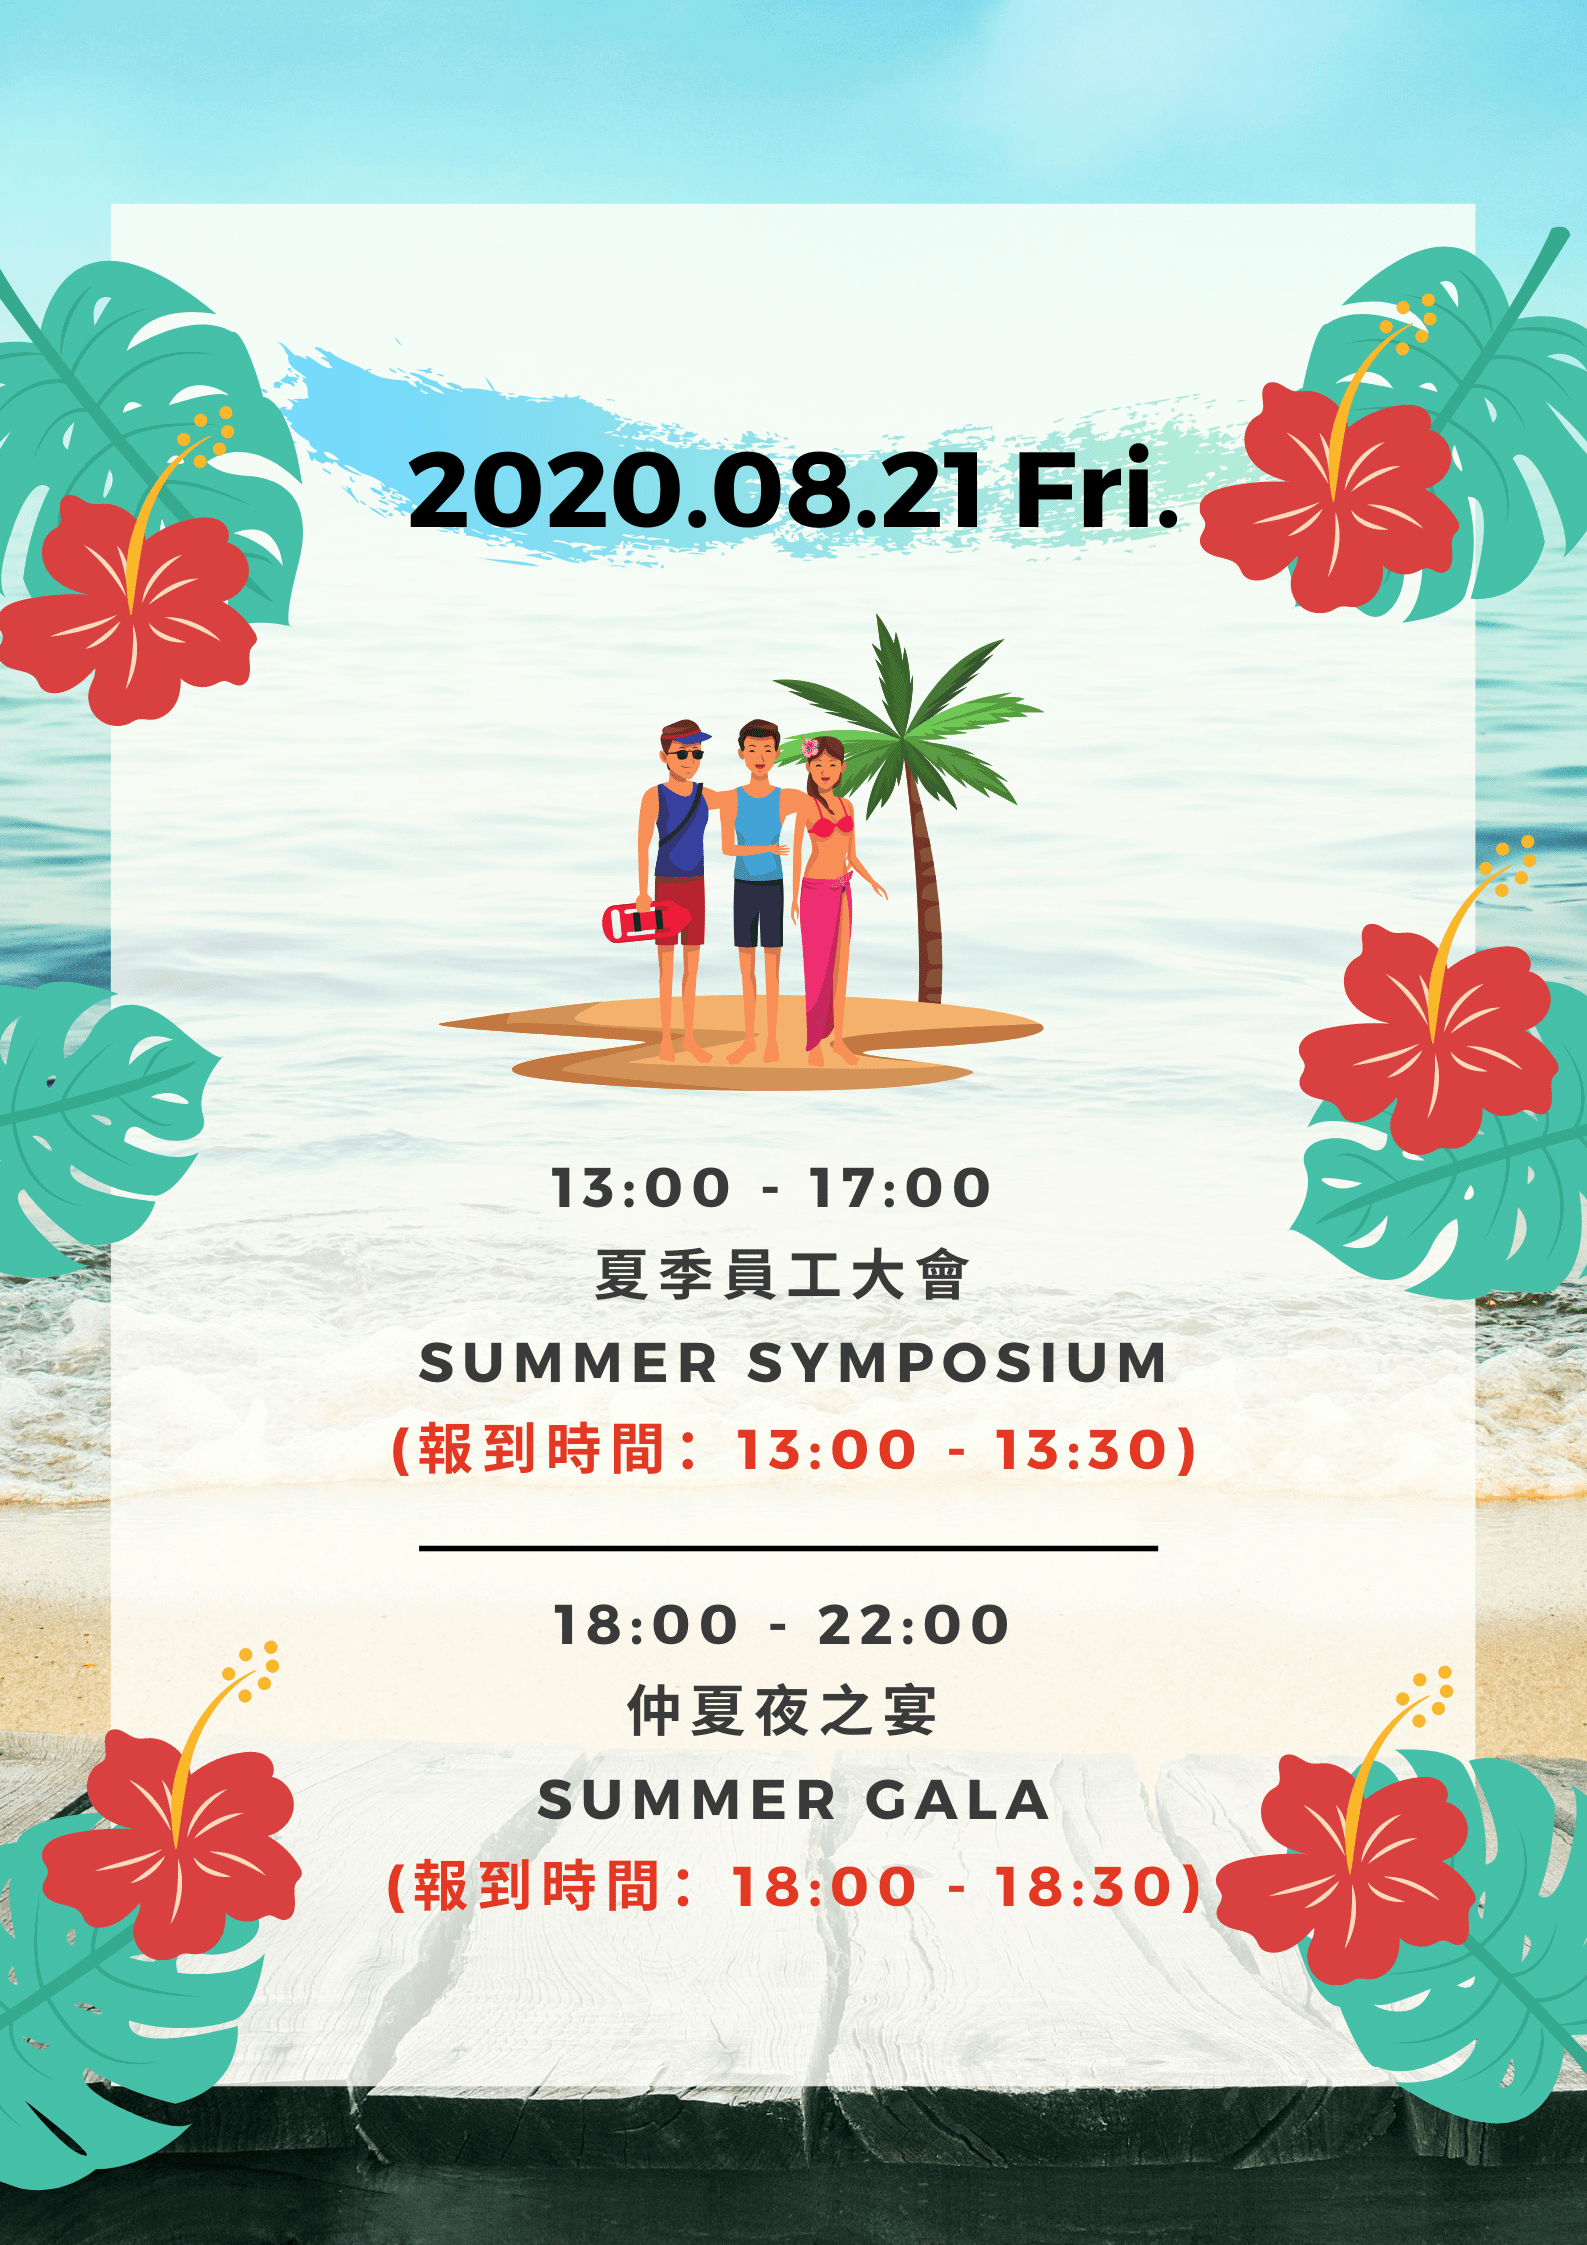 2020.08.21 Fri.
13:00 - 17:00
夏季員工大會
SUMMER SYMPOSIUM
(報到時間：13:00 - 13:30)
18:00 - 22:00
仲夏夜之宴
SUMMER GALA
(報到時間：18:00 - 18:30)